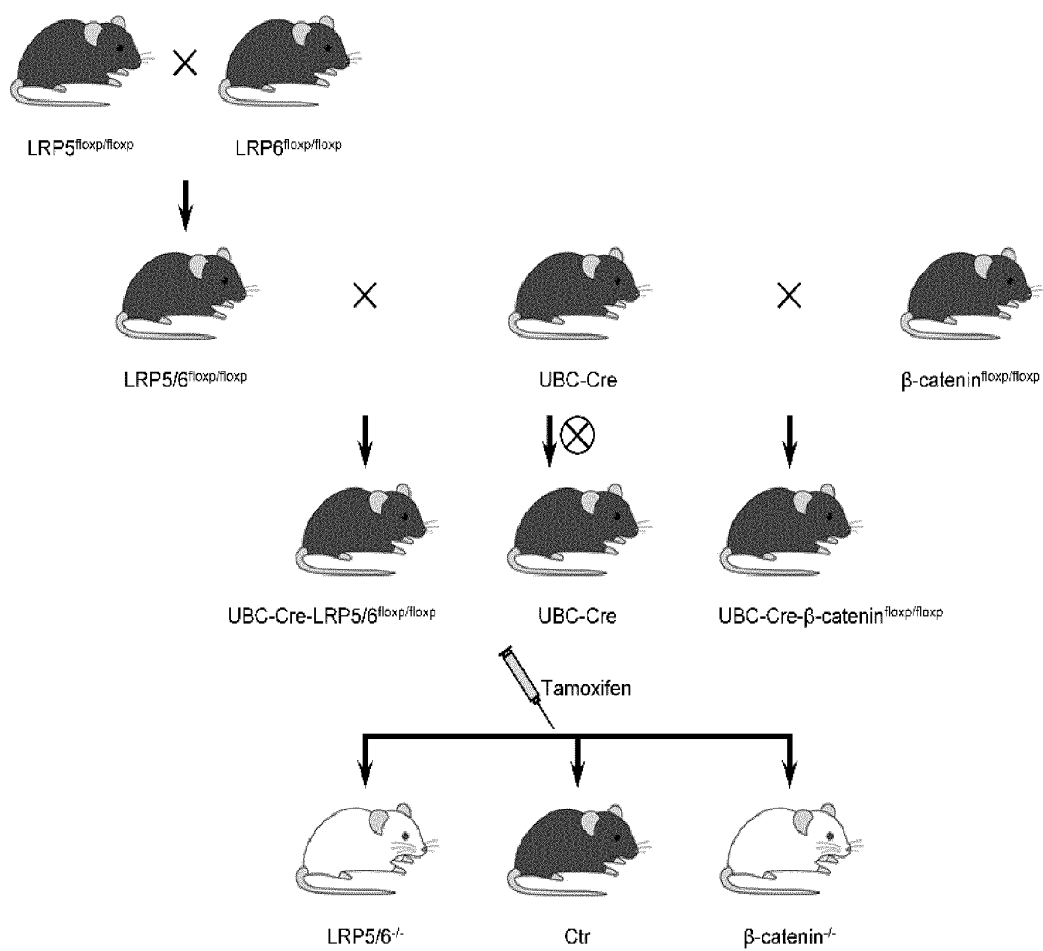 LRP5floxp/floxp LRP6floxp/floxp
LRP5/6floxp/floxp UBC-Cre β-cateninfloxp/floxp
UBC-Cre-LRP5/6floxp/floxp UBC-Cre UBC-Cre-β-cateninfloxp/floxp
Tamoxifen
LRP5/6-/- Ctr β-catenin-/-